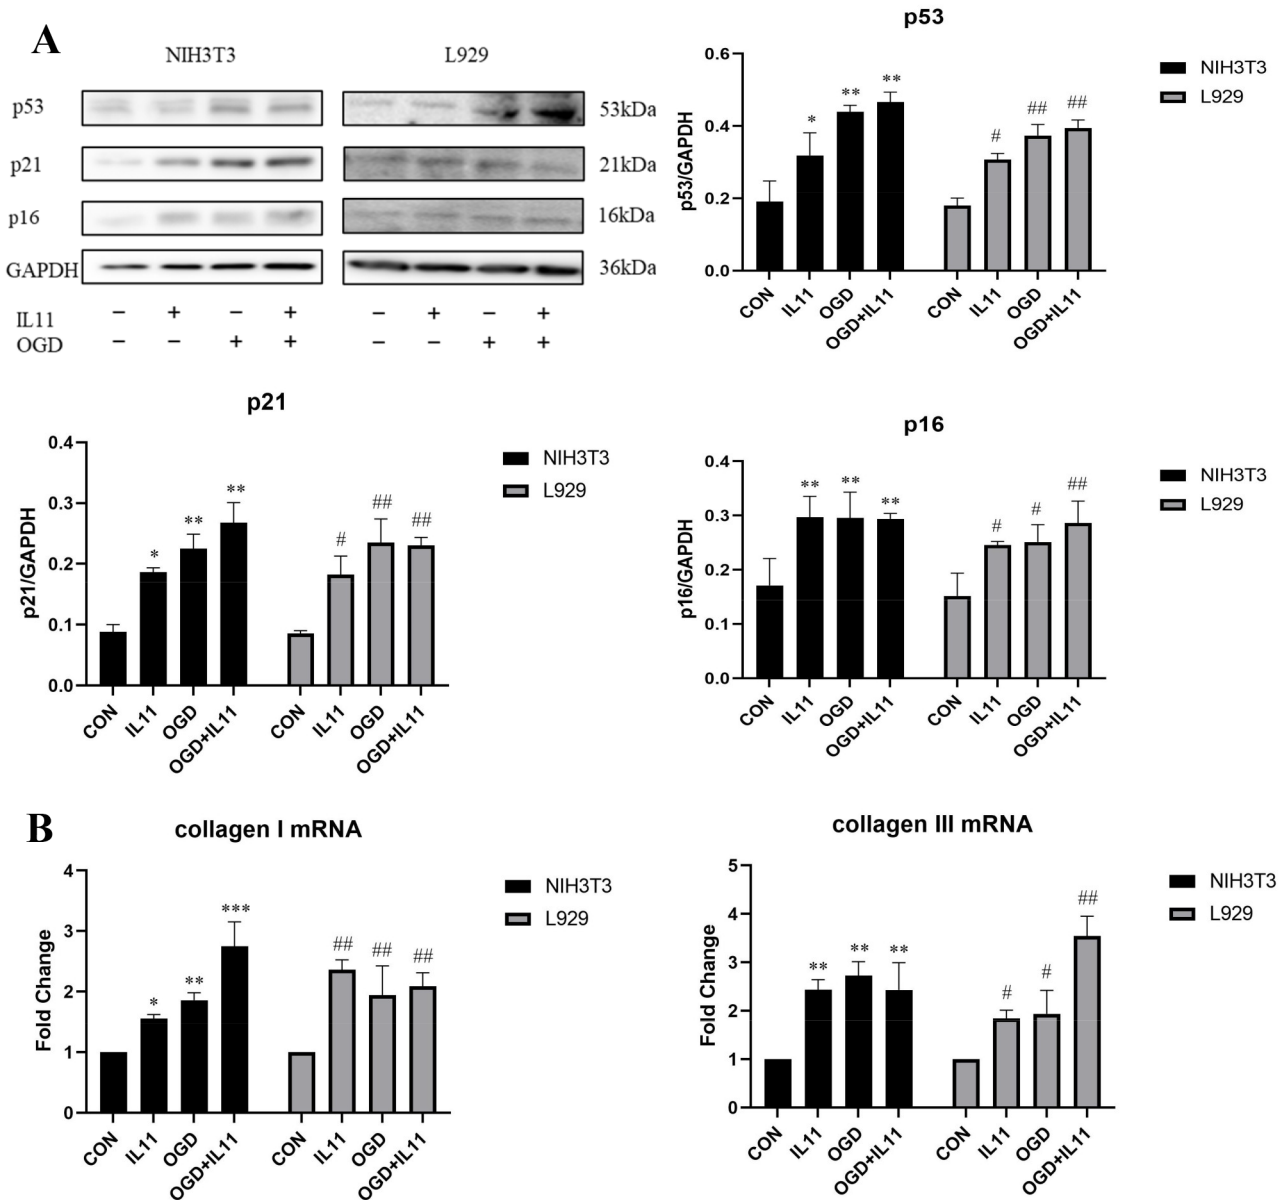 A
NIH3T3 L929
p53 53kDa
p21 21kDa
p16 16kDa
GAPDH 36kDa
IL11 − + − + − + − +
OGD − − + + − − + +
p53
p53/GAPDH
0.6
0.4
0.2
0.0
* ** ** # ## ##
CON IL11 OGD OGD+IL11 CON IL11 OGD OGD+IL11
NIH3T3
L929
p21
p21/GAPDH
0.4
0.3
0.2
0.1
0.0
* ** ** # ## ##
CON IL11 OGD OGD+IL11 CON IL11 OGD OGD+IL11
NIH3T3
L929
p16
p16/GAPDH
0.4
0.3
0.2
0.1
0.0
** ** ** # # ##
CON IL11 OGD OGD+IL11 CON IL11 OGD OGD+IL11
NIH3T3
L929
B
collagen I mRNA
Fold Change
4
3
2
1
0
* ** *** ## ## ##
CON IL11 OGD OGD+IL11 CON IL11 OGD OGD+IL11
NIH3T3
L929
collagen III mRNA
Fold Change
5
4
3
2
1
0
** ** ** # # ##
CON IL11 OGD OGD+IL11 CON IL11 OGD OGD+IL11
NIH3T3
L929